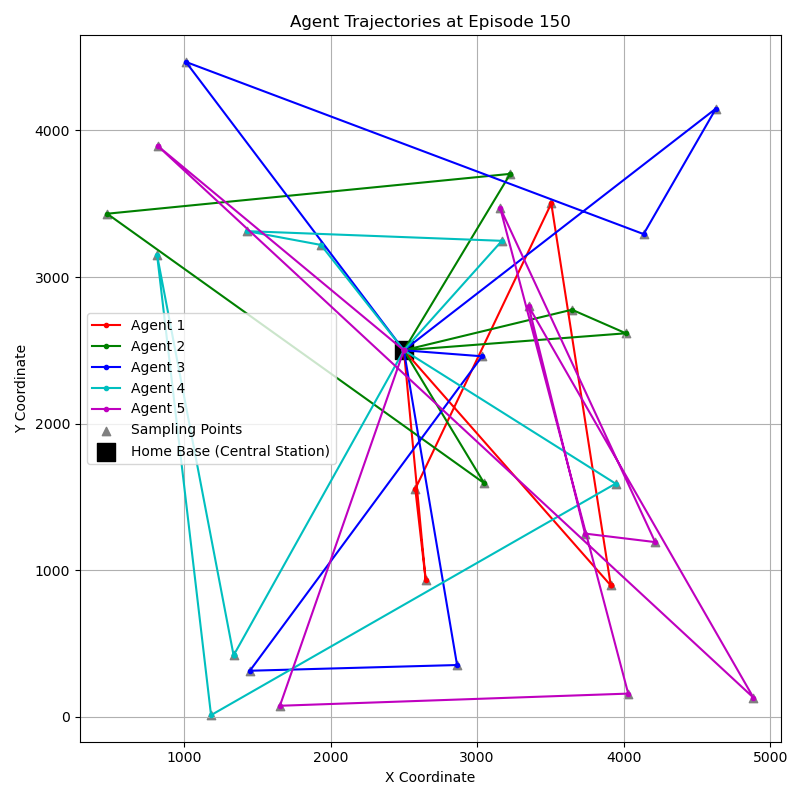 Agent Trajectories at Episode 150
Y Coordinate
4000
3000
2000
1000
0
Agent 1
Agent 2
Agent 3
Agent 4
Agent 5
Sampling Points
Home Base (Central Station)
1000 2000 3000 4000 5000
X Coordinate